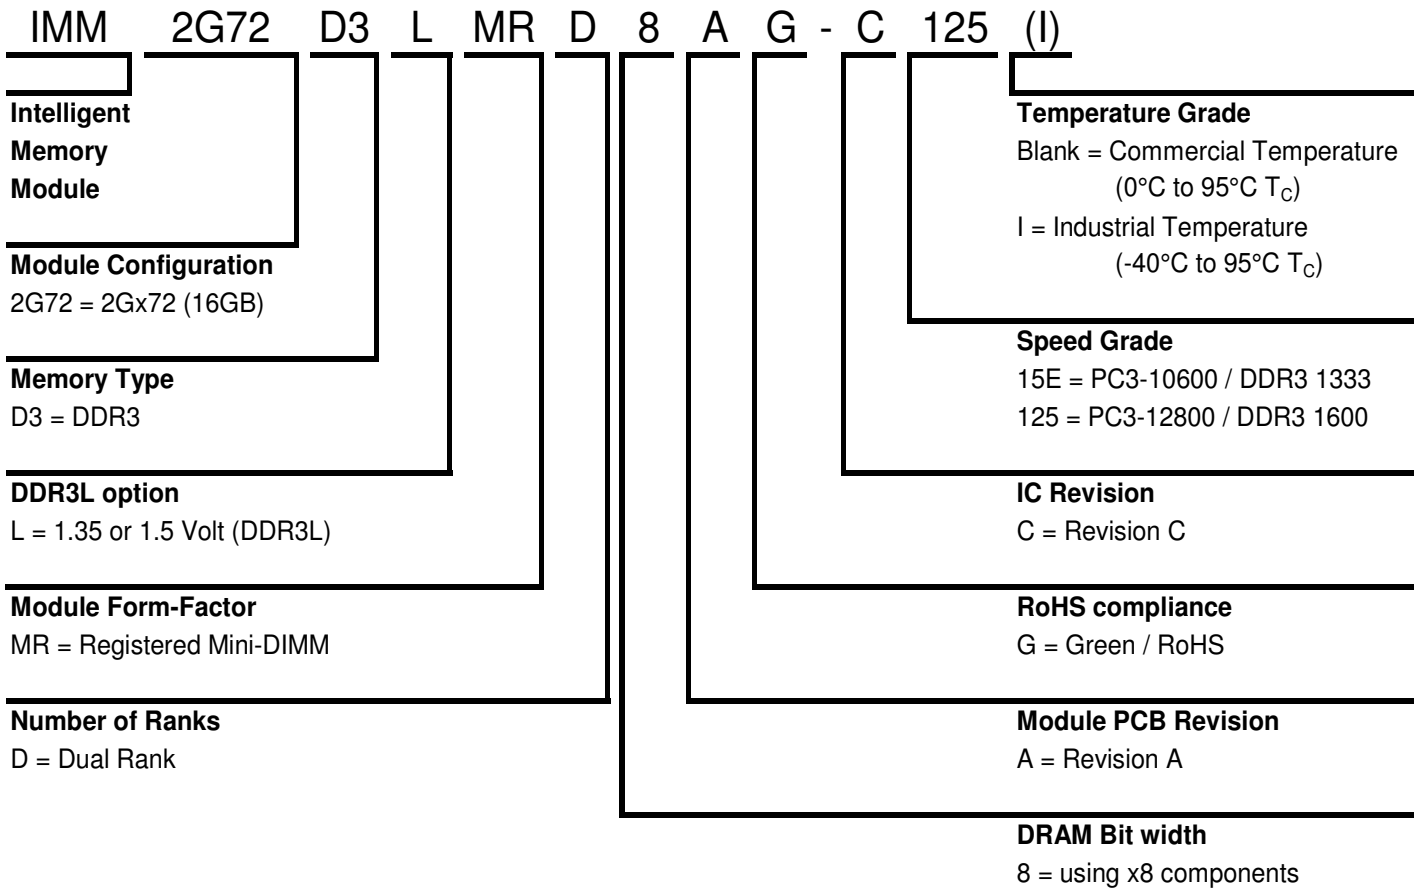 IMM 2G72 D3 L MR D 8 A G - C 125 (I)
Intelligent
Memory
Module
Module Configuration
2G72 = 2Gx72 (16GB)
Memory Type
D3 = DDR3
DDR3L option
L = 1.35 or 1.5 Volt (DDR3L)
Module Form-Factor
MR = Registered Mini-DIMM
Number of Ranks
D = Dual Rank
Temperature Grade
Blank = Commercial Temperature
(0°C to 95°C TC)
I = Industrial Temperature
(-40°C to 95°C TC)
Speed Grade
15E = PC3-10600 / DDR3 1333
125 = PC3-12800 / DDR3 1600
IC Revision
C = Revision C
RoHS compliance
G = Green / RoHS
Module PCB Revision
A = Revision A
DRAM Bit width
8 = using x8 components